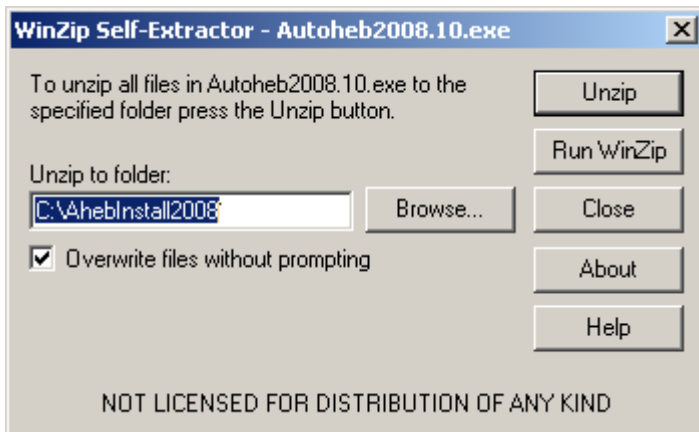 WinZip Self-Extractor - Autoheb2008.10.exe
To unzip all files in Autoheb2008.10.exe to the
specified folder press the Unzip button.
Unzip
Run WinZip
Unzip to folder:
C:\AhebInstall2008
Browse...
Close
Overwrite files without prompting
About
Help
NOT LICENSED FOR DISTRIBUTION OF ANY KIND